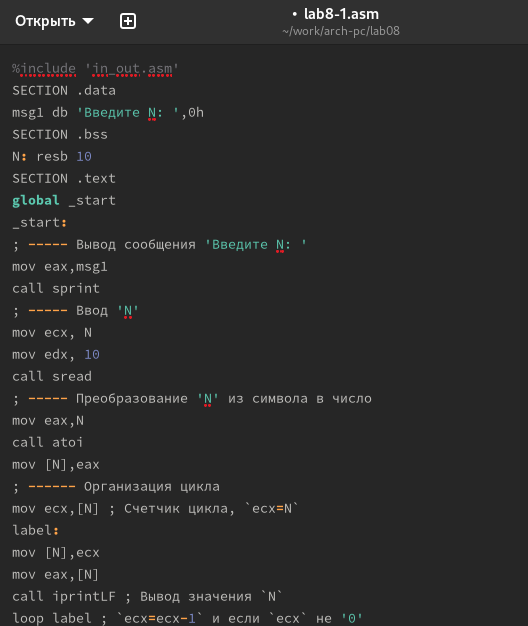 Открыть
• lab8-1.asm
~/work/arch-pc/lab08
%include 'in_out.asm'
SECTION .data
msg1 db 'Введите N: ',0h
SECTION .bss
N: resb 10
SECTION .text
global _start
_start:
; ----- Вывод сообщения 'Введите N: '
mov eax,msg1
call sprint
; ----- Ввод 'N'
mov ecx, N
mov edx, 10
call sread
; ----- Преобразование 'N' из символа в число
mov eax,N
call atoi
mov [N],eax
; ------ Организация цикла
mov ecx,[N] ; Счетчик цикла, `ecx=N`
label:
mov [N],ecx
mov eax,[N]
call iprintLF ; Вывод значения `N`
loop label ; `ecx=ecx-1` и если `ecx` не '0'